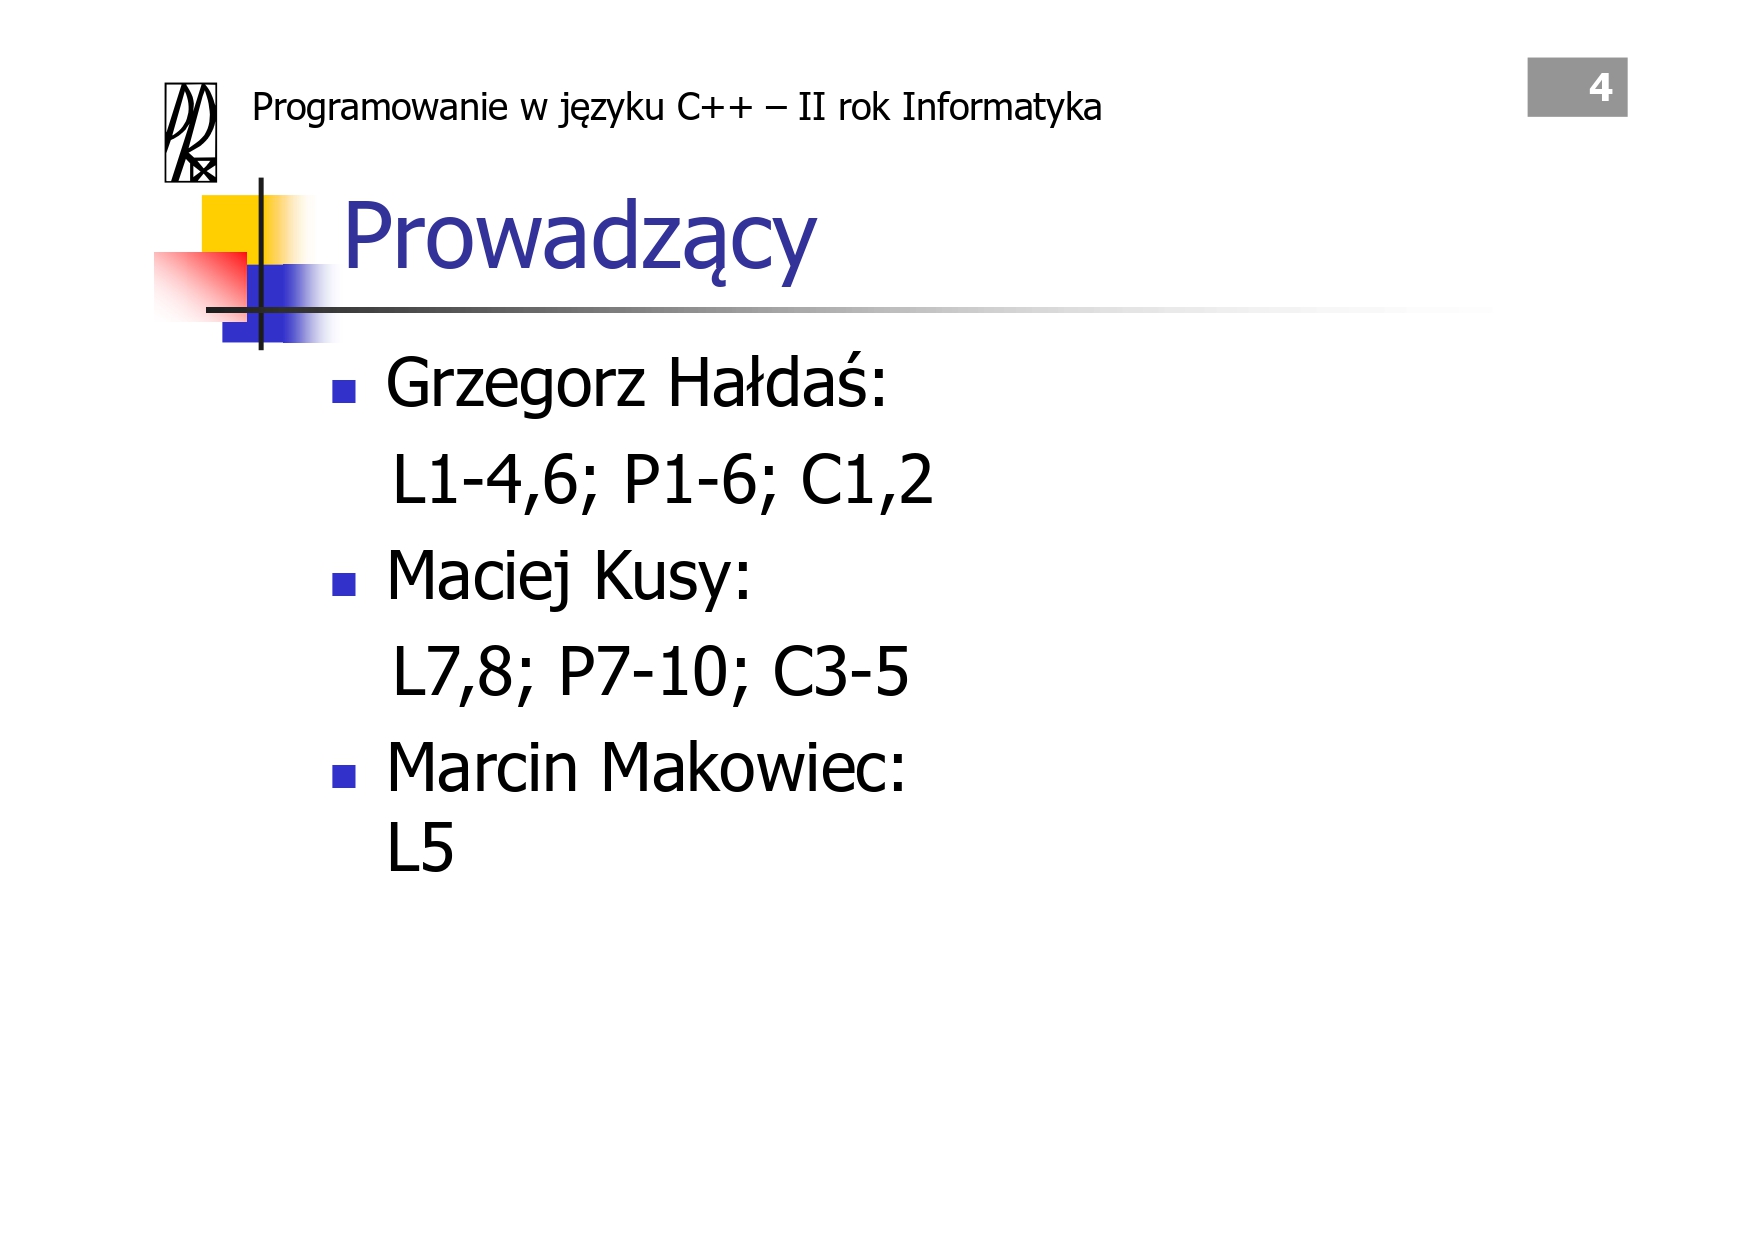 Programowanie w języku C++ – II rok Informatyka
4
Prowadzący
Grzegorz Hałdaś:
L1-4,6; P1-6; C1,2
Maciej Kusy:
L7,8; P7-10; C3-5
Marcin Makowiec:
L5